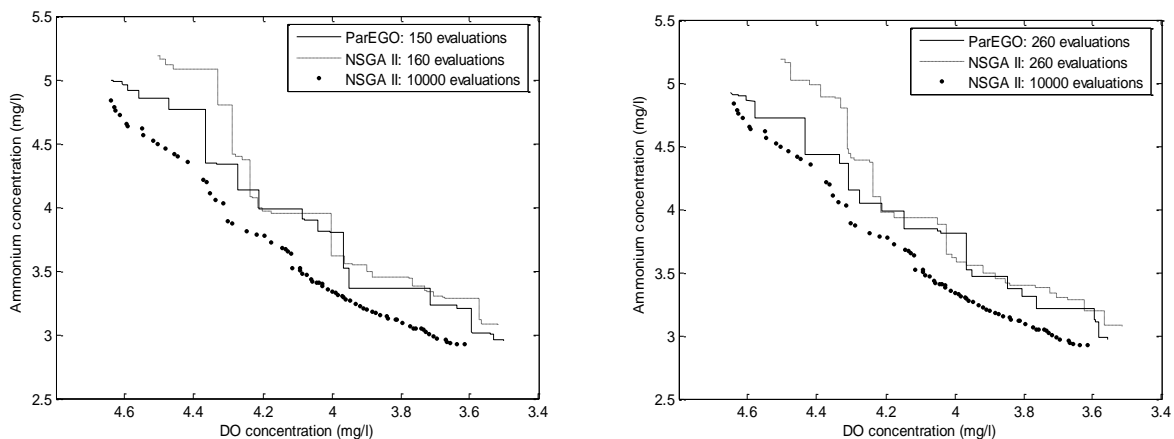 5.5
5
4.5
4
3.5
3
2.5
Ammonium concentration (mg/l)
ParEGO: 150 evaluations
NSGA II: 160 evaluations
NSGA II: 10000 evaluations
4.6 4.4 4.2 4 3.8 3.6 3.4
DO concentration (mg/l)
5.5
5
4.5
4
3.5
3
2.5
Ammonium concentration (mg/l)
ParEGO: 260 evaluations
NSGA II: 260 evaluations
NSGA II: 10000 evaluations
4.6 4.4 4.2 4 3.8 3.6 3.4
DO concentration (mg/l)